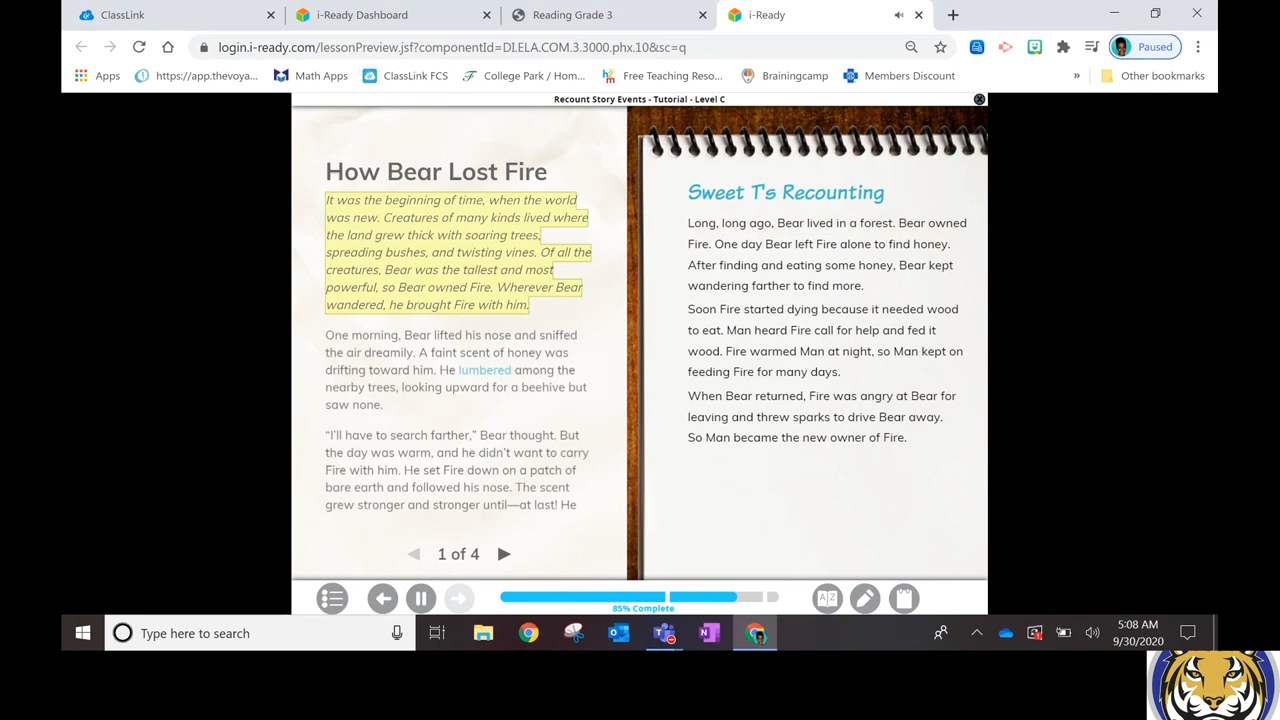 ClassLink
i-Ready Dashboard
Reading Grade 3
i-Ready
login.i-ready.com/lessonPreview.jsf?componentId=DI.ELA.COM.3.3000.phx.10&sc=q
Paused
Apps
https://app.thevoya...
Math Apps
ClassLink FCS
College Park / Hom...
Free Teaching Reso...
Brainingcamp
Members Discount
»
Other bookmarks
Recount Story Events - Tutorial - Level C
How Bear Lost Fire
It was the beginning of time, when the world
was new. Creatures of many kinds lived where
the land grew thick with soaring trees,
spreading bushes, and twisting vines. Of all the
creatures, Bear was the tallest and most
powerful, so Bear owned Fire. Wherever Bear
wandered, he brought Fire with him.
One morning, Bear lifted his nose and sniffed
the air dreamily. A faint scent of honey was
drifting toward him. He lumbered among the
nearby trees, looking upward for a beehive but
saw none.
“I’ll have to search farther,” Bear thought. But
the day was warm, and he didn’t want to carry
Fire with him. He set Fire down on a patch of
bare earth and followed his nose. The scent
grew stronger and stronger until—at last! He
1 of 4
Sweet T's Recounting
Long, long ago, Bear lived in a forest. Bear owned
Fire. One day Bear left Fire alone to find honey.
After finding and eating some honey, Bear kept
wandering farther to find more.
Soon Fire started dying because it needed wood
to eat. Man heard Fire call for help and fed it
wood. Fire warmed Man at night, so Man kept on
feeding Fire for many days.
When Bear returned, Fire was angry at Bear for
leaving and threw sparks to drive Bear away.
So Man became the new owner of Fire.
85% Complete
A Z
Type here to search
5:08 AM
9/30/2020